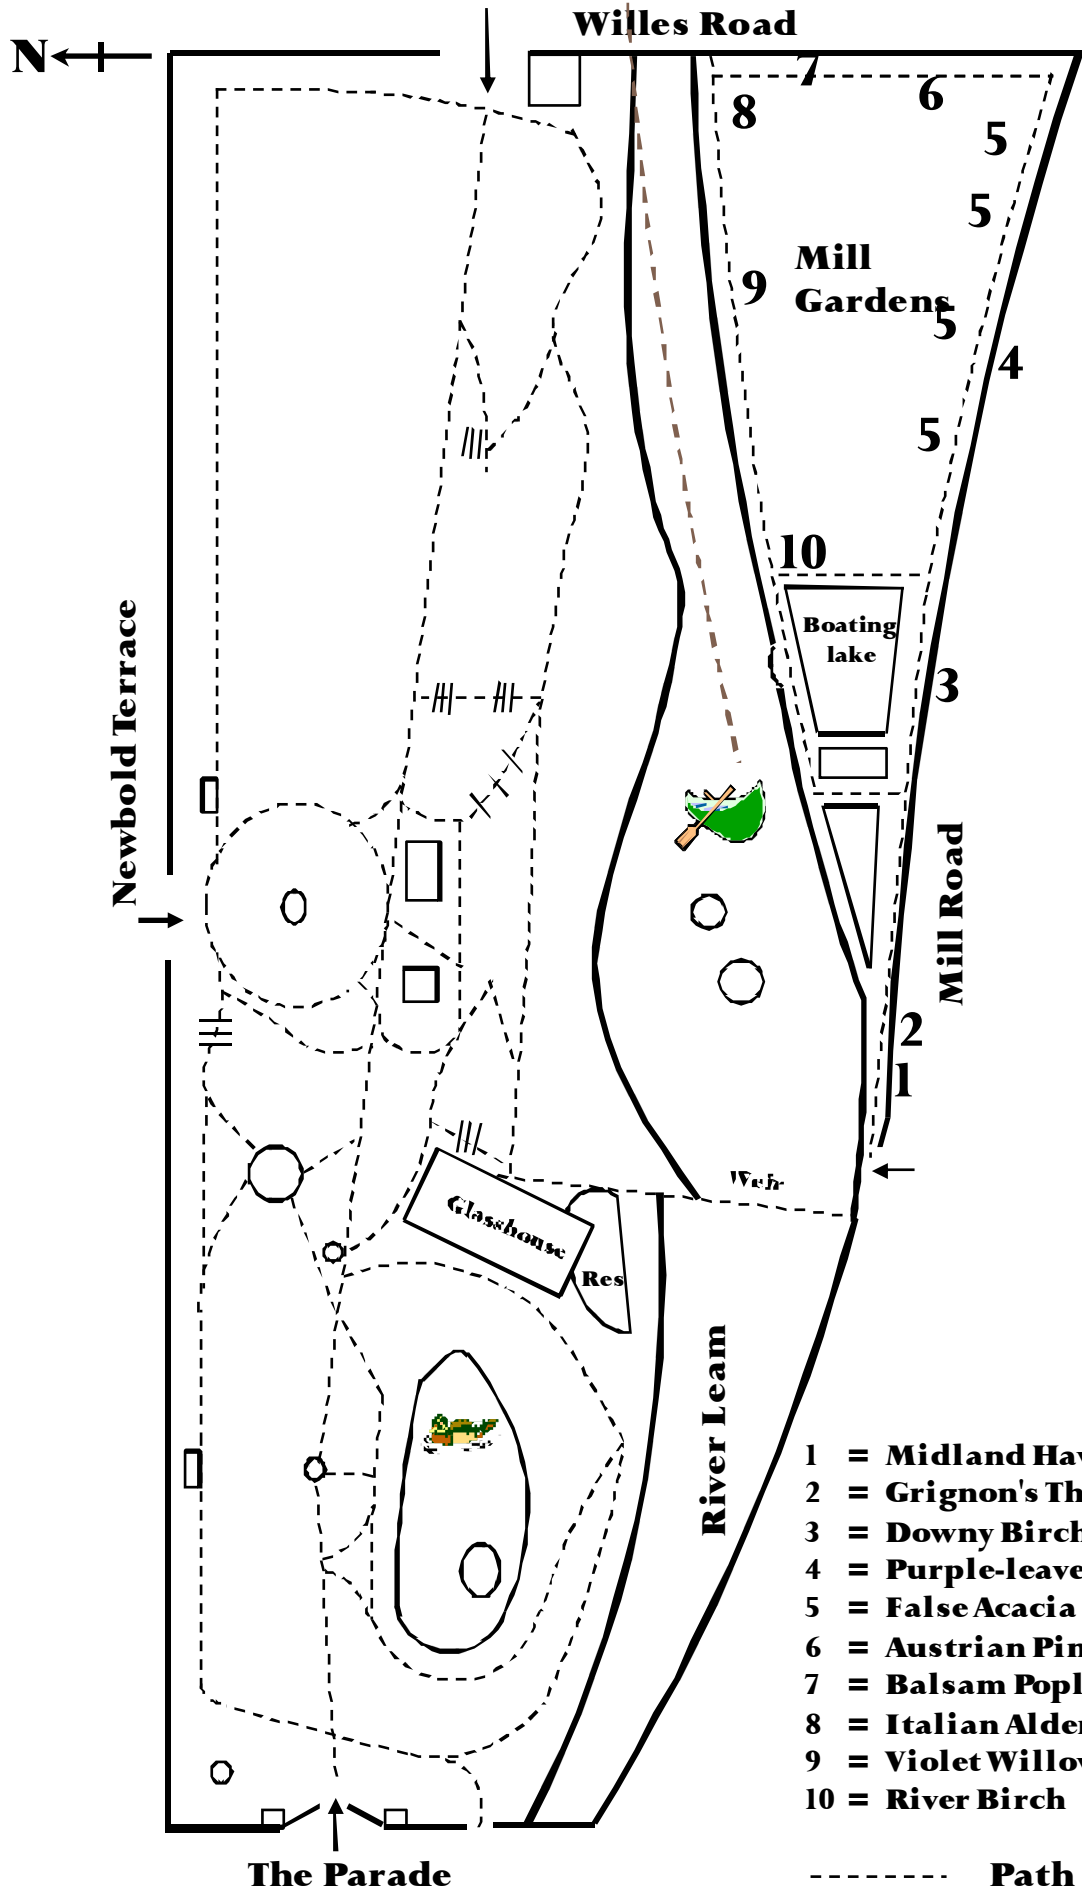 Willes Road
N
7
6
8
5
5
Mill
9
Gardens
5
4
5
10
Boating
lake
3
Newbold Terrace
Mill Road
2
1
Weir
Glasshouse
Res
River Leam
1 = Midland Haw
2 = Grignon's Th
3 = Downy Birch
4 = Purple-leave
5 = False Acacia
6 = Austrian Pin
7 = Balsam Popl
8 = Italian Alder
9 = Violet Willow
10 = River Birch
The Parade
Path